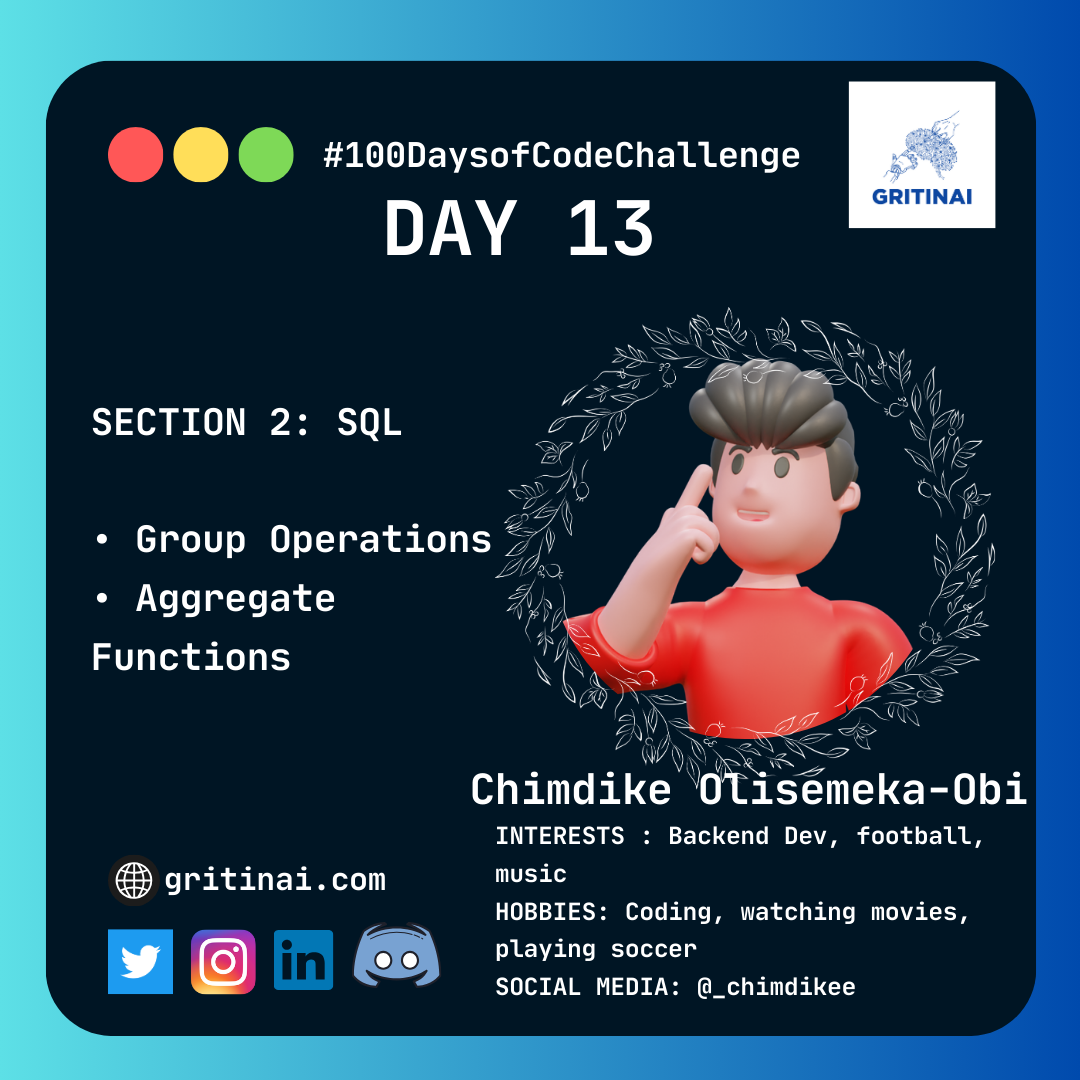 #100DaysofCodeChallenge
DAY 13
GRITINAI
SECTION 2: SQL
• Group Operations
• Aggregate
Functions
Chimdike Olisemeka-Obi
INTERESTS : Backend Dev, football,
music
HOBBIES: Coding, watching movies,
playing soccer
SOCIAL MEDIA: @_chimdikee
gritinai.com
in